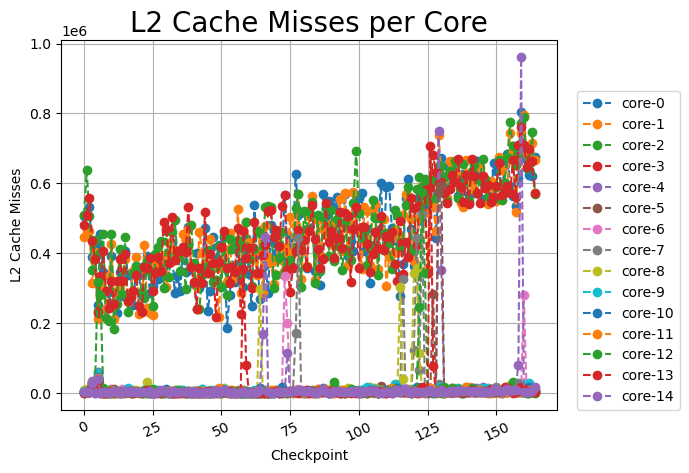 L2 Cache Misses per Core
1e6
1.0
0.8
0.6
0.4
0.2
0.0
L2 Cache Misses
0
25
50
75
100
125
150
Checkpoint
core-0
core-1
core-2
core-3
core-4
core-5
core-6
core-7
core-8
core-9
core-10
core-11
core-12
core-13
core-14